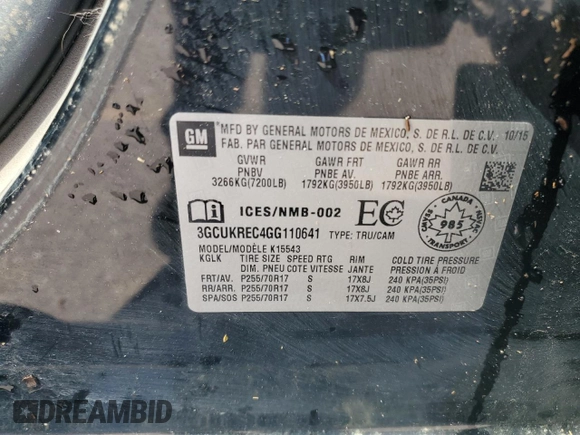 GM
MFD BY GENERAL MOTORS DE MEXICO, S. DE R.L. DE C.V. 10/15
FAB. PAR GENERAL MOTORS DE MEXICO, S. DE R.L. DE C.V.
GVWR GAWR FRT GAWR RR
PNBV PNBE AV. PNBE ARR.
3266KG(7200LB) 1792KG(3950LB) 1792KG(3950LB)
ICES/NMB-002 EC
CANADA
CMVSS NSVAC
985
TRANSPORT
3GCUKREC4GG110641 TYPE: TRU/CAM
MODEL/MODÈLE K15543
KGLK TIRE SIZE SPEED RTG RIM COLD TIRE PRESSURE
DIM. PNEU COTE VITESSE JANTE PRESSION À FROID
FRT/AV. P255/70R17 S 17X8J 240 KPA(35PSI)
RR/ARR. P255/70R17 S 17X8J 240 KPA(35PSI)
SPA/SOS P255/70R17 S 17X7.5J 240 KPA(35PSI)
DREAMBID